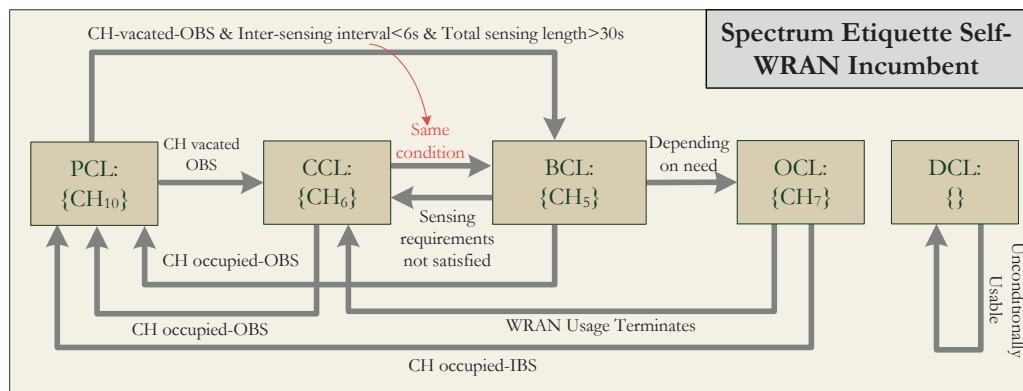 CH-vacated-OBS & Inter-sensing interval<6s & Total sensing length>30s
Spectrum Etiquette Self-
WRAN Incumbent
Same
condition
CH vacated
OBS
Depending
on need
PCL:
{CH10}
CCL:
{CH6}
BCL:
{CH5}
OCL:
{CH7}
DCL:
{}
Sensing
requirements
not satisfied
CH occupied-OBS
CH occupied-OBS
WRAN Usage Terminates
CH occupied-IBS
Unconditionally
Usable